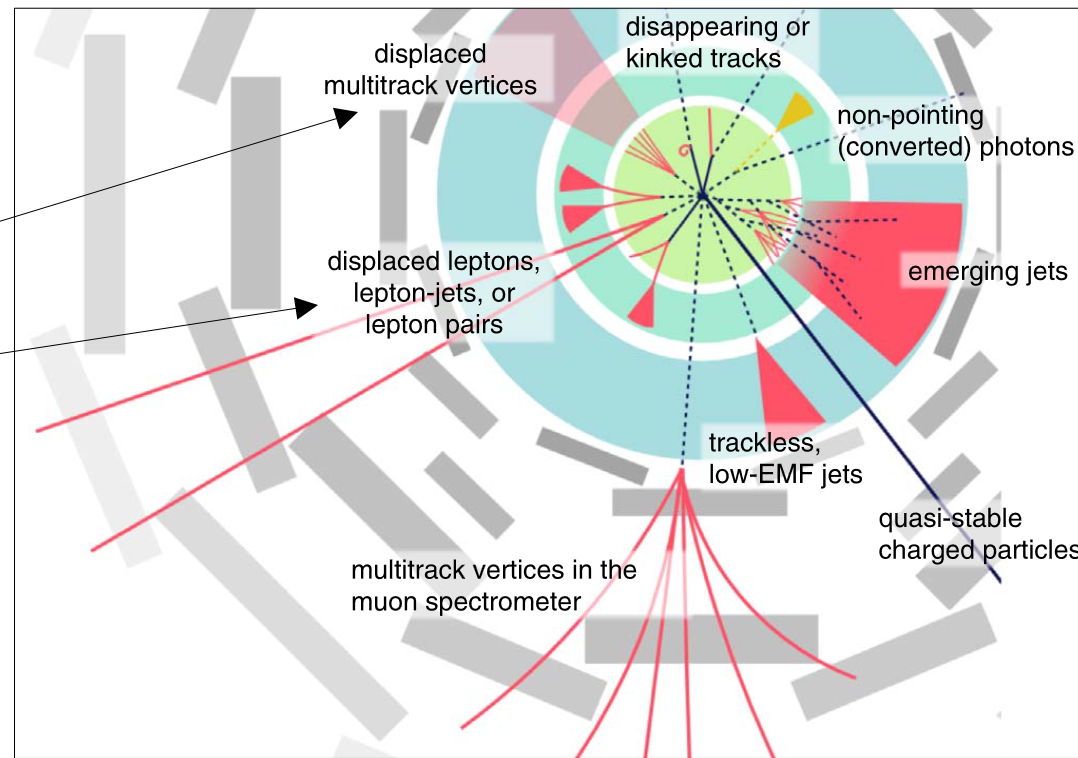 disappearing or
kinked tracks
displaced
multitrack vertices
non-pointing
(converted) photons
displaced leptons,
lepton-jets, or
lepton pairs
emerging jets
trackless,
low-EMF jets
quasi-stable
charged particles
multitrack vertices in the
muon spectrometer